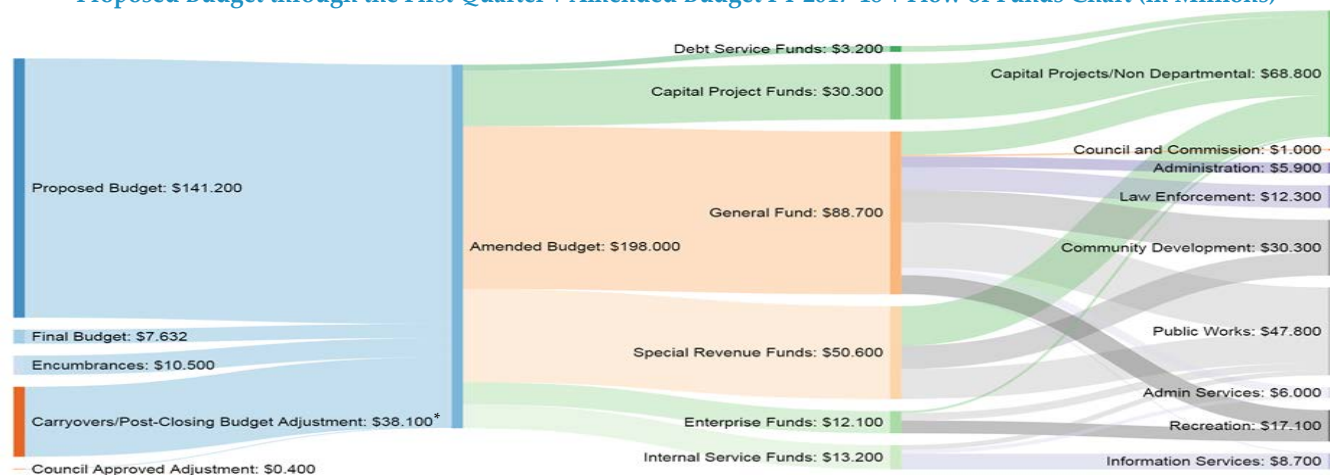 Proposed Budget through the First Quarter : Amended Budget FY 2017-18 : Flow of Funds Chart (in Millions)
Debt Service Funds: $3.200
Capital Projects/Non Departmental: $68.800
Capital Project Funds: $30.300
Council and Commission: $1.000
Administration: $5.900
Proposed Budget: $141.200
Law Enforcement: $12.300
General Fund: $88.700
Amended Budget: $198.000
Community Development: $30.300
Final Budget: $7.632
Public Works: $47.800
Special Revenue Funds: $50.600
Encumbrances: $10.500
Admin Services: $6.000
Carryovers/Post-Closing Budget Adjustment: $38.100*
Enterprise Funds: $12.100
Recreation: $17.100
Internal Service Funds: $13.200
Information Services: $8.700
Council Approved Adjustment: $0.400